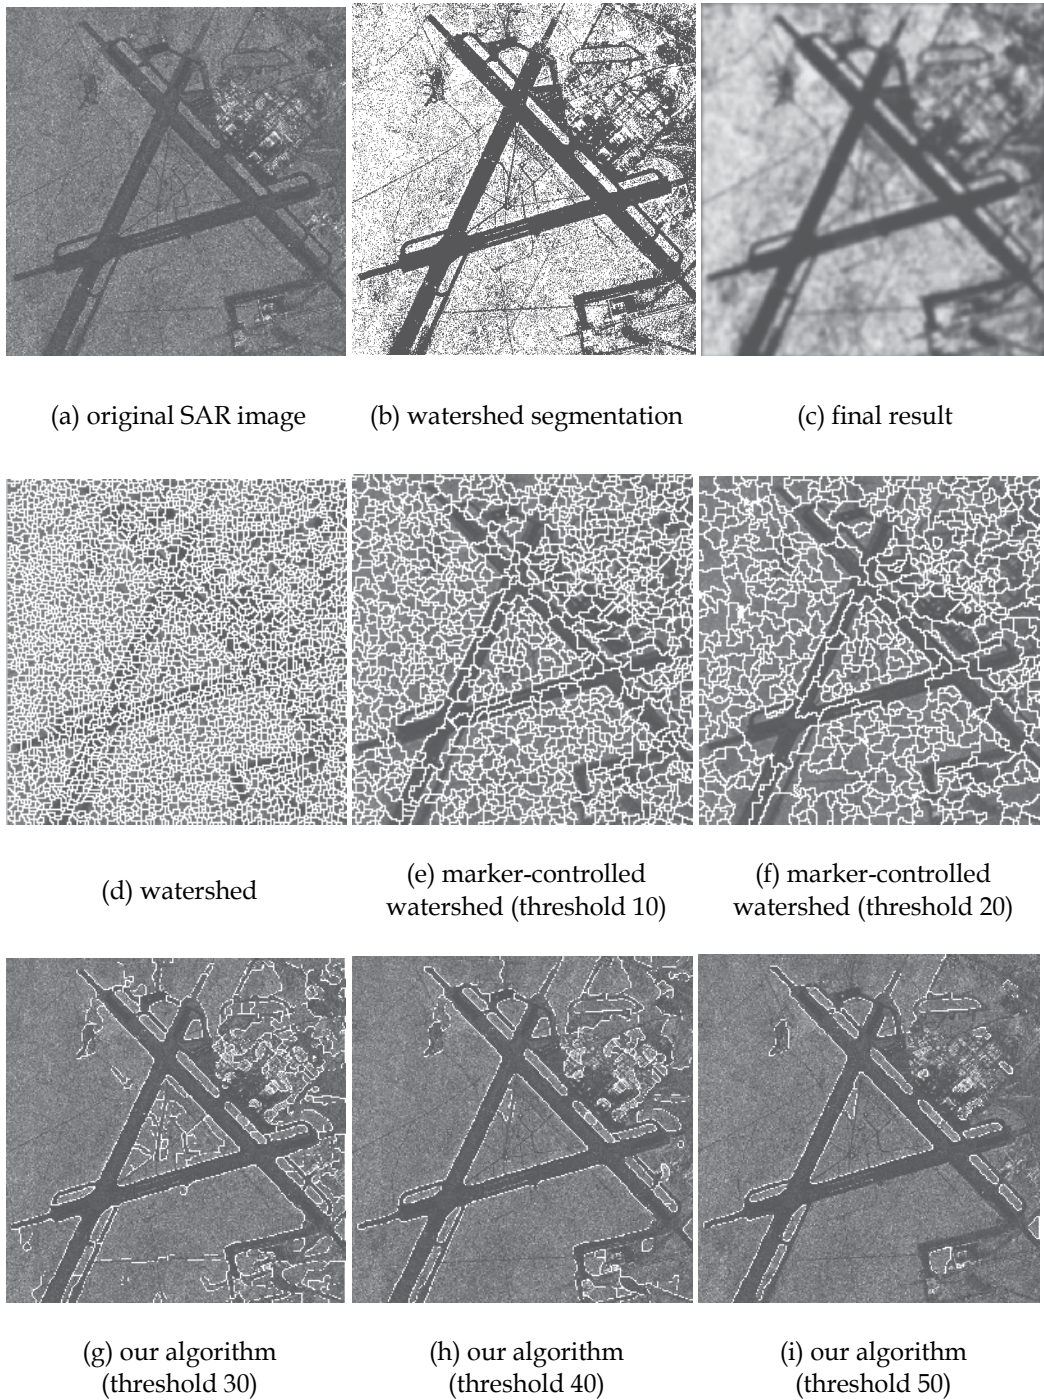 (a) original SAR image
(b) watershed segmentation
(c) final result
(d) watershed
(e) marker-controlled
watershed (threshold 10)
(f) marker-controlled
watershed (threshold 20)
(g) our algorithm
(threshold 30)
(h) our algorithm
(threshold 40)
(i) our algorithm
(threshold 50)